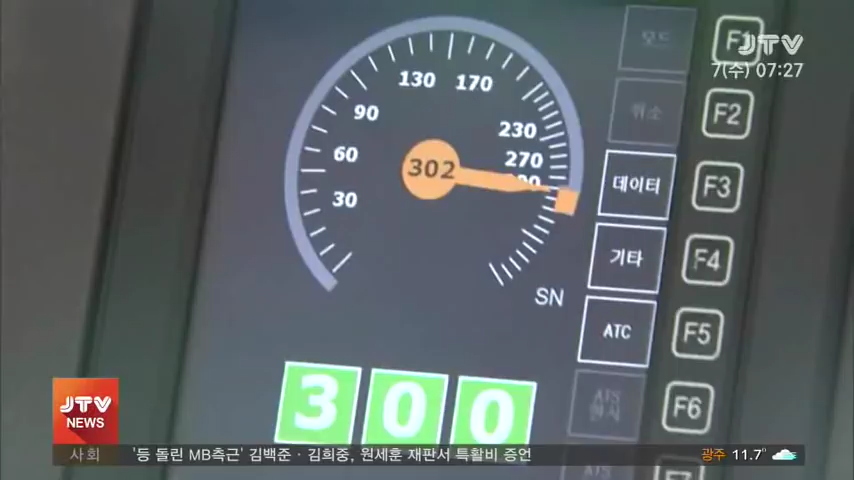 JTV
7(수) 07:27
모드
F1
취소
F2
데이터
F3
기타
F4
ATC
F5
F6
130 170
90
230
60
270
302
30
SN
3 0 0
JTV
NEWS
사회 '등 돌린 MB측근' 김백준 · 김희중, 원세훈 재판서 특활비 증언 광주 11.7°